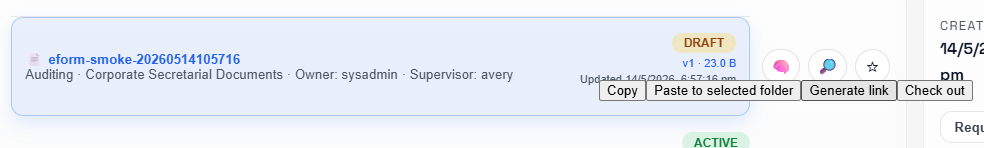 CREAT
DRAFT
eform-smoke-20260514105716
14/5/2
v1 · 23.0 B
Auditing · Corporate Secretarial Documents · Owner: sysadmin · Supervisor: avery
pm
Updated 14/5/2026, 6:57:16 pm
Copy Paste to selected folder Generate link Check out
Requ
ACTIVE